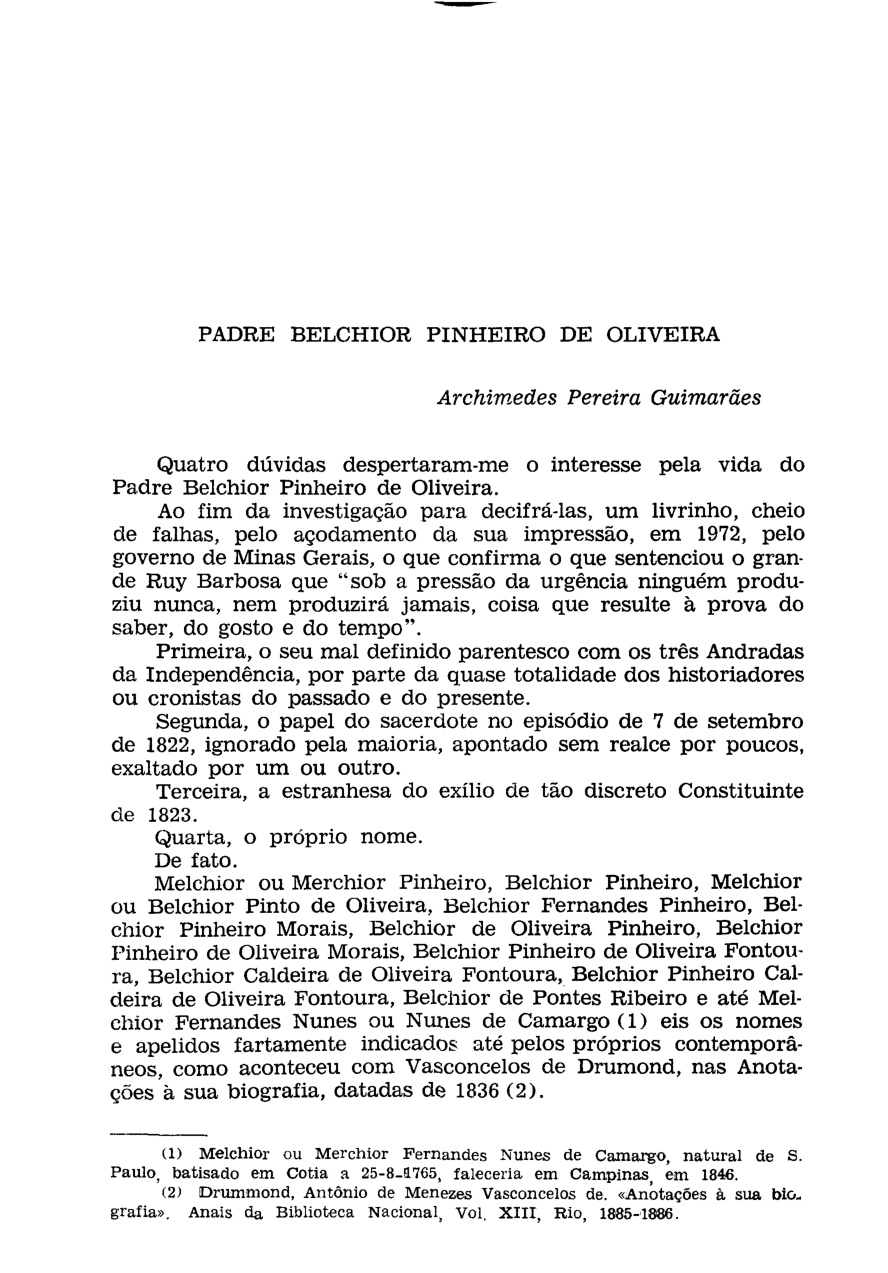 PADRE BELCHIOR PINHEIRO DE OLIVEIRA
Archimedes Pereira Guimarães
Quatro dúvidas despertaram-me o interesse pela vida do
Padre Belchior Pinheiro de Oliveira.
Ao fim da investigação para decifrá-las, um livrinho, cheio
de falhas, pelo açodamento da sua impressão, em 1972, pelo
governo de Minas Gerais, o que confirma o que sentenciou o gran-
de Ruy Barbosa que “sob a pressão da urgência ninguém produ-
ziu nunca, nem produzirá jamais, coisa que resulte à prova do
saber, do gosto e do tempo”.
Primeira, o seu mal definido parentesco com os três Andradas
da Independência, por parte da quase totalidade dos historiadores
ou cronistas do passado e do presente.
Segunda, o papel do sacerdote no episódio de 7 de setembro
de 1822, ignorado pela maioria, apontado sem realce por poucos,
exaltado por um ou outro.
Terceira, a estranhesa do exílio de tão discreto Constituinte
de 1823.
Quarta, o próprio nome.
De fato.
Melchior ou Merchior Pinheiro, Belchior Pinheiro, Melchior
ou Belchior Pinto de Oliveira, Belchior Fernandes Pinheiro, Bel-
chior Pinheiro Morais, Belchior de Oliveira Pinheiro, Belchior
Pinheiro de Oliveira Morais, Belchior Pinheiro de Oliveira Fontou-
ra, Belchior Caldeira de Oliveira Fontoura, Belchior Pinheiro Cal-
deira de Oliveira Fontoura, Belchior de Pontes Ribeiro e até Mel-
chior Fernandes Nunes ou Nunes de Camargo (1) eis os nomes
e apelidos fartamente indicados até pelos próprios contemporâ-
neos, como aconteceu com Vasconcelos de Drumond, nas Anota-
ções à sua biografia, datadas de 1836 (2).
(1) Melchior ou Merchior Fernandes Nunes de Camargo, natural de S.
Paulo, batisado em Cotia a 25-8-1765, faleceria em Campinas, em 1846.
(2) Drummond, Antônio de Menezes Vasconcelos de. «Anotações à sua bio-
grafia». Anais da Biblioteca Nacional, Vol. XIII, Rio, 1885-1886.